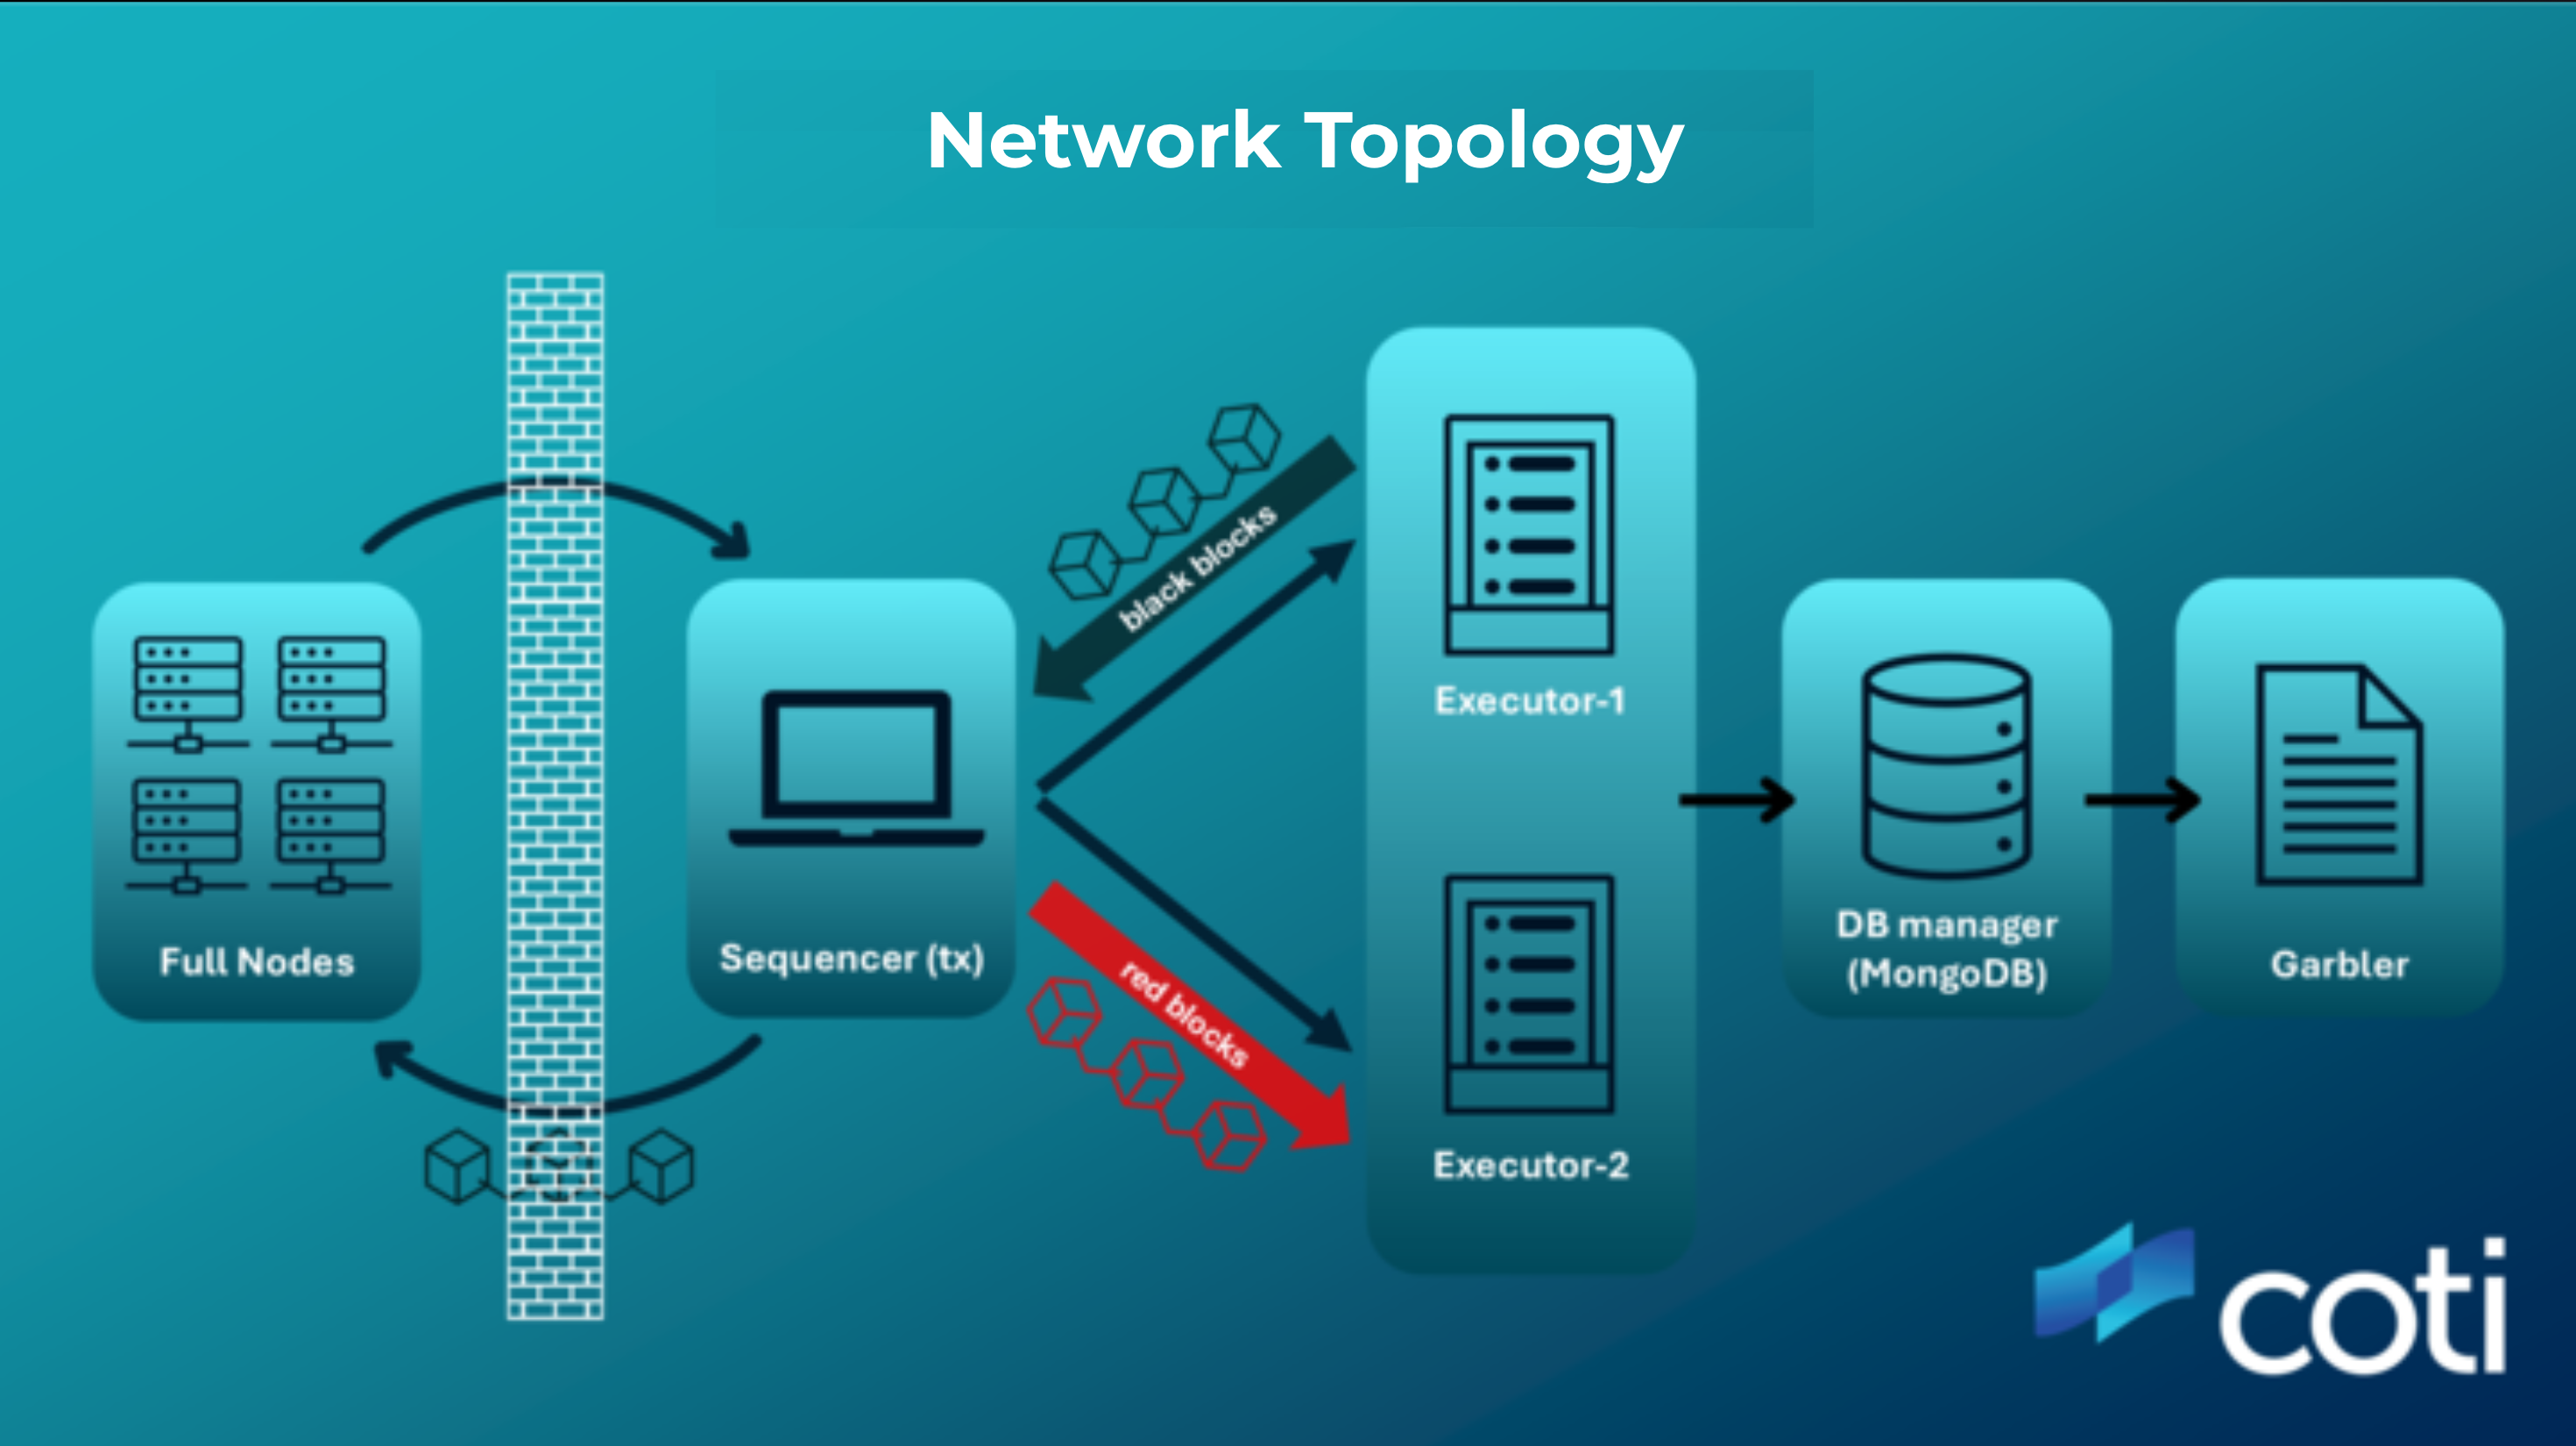 Network Topology
black blocks
Executor-1
Full Nodes
Sequencer (tx)
red blocks
DB manager
(MongoDB)
Garbler
Executor-2
coti